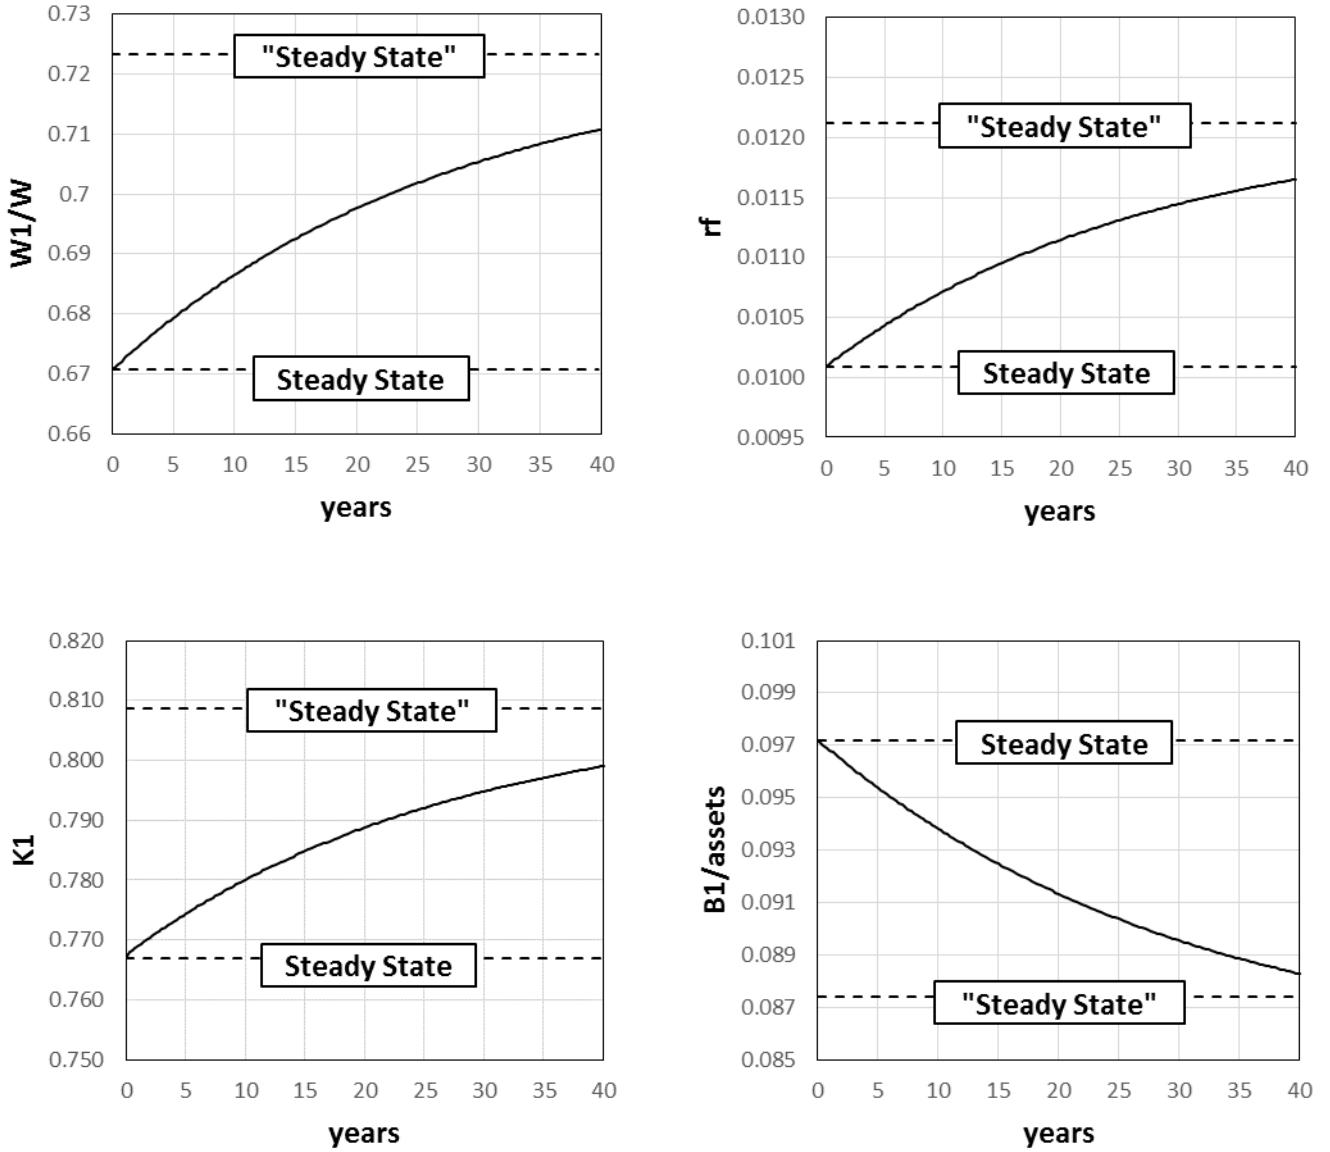 W1/W
0.73
0.72
0.71
0.7
0.69
0.68
0.67
0.66
"Steady State"
Steady State
0 5 10 15 20 25 30 35 40
years
rf
0.0130
0.0125
0.0120
0.0115
0.0110
0.0105
0.0100
0.0095
"Steady State"
Steady State
0 5 10 15 20 25 30 35 40
years
K1
0.820
0.810
0.800
0.790
0.780
0.770
0.760
0.750
"Steady State"
Steady State
0 5 10 15 20 25 30 35 40
years
B1/assets
0.101
0.099
0.097
0.095
0.093
0.091
0.089
0.087
0.085
Steady State
"Steady State"
0 5 10 15 20 25 30 35 40
years